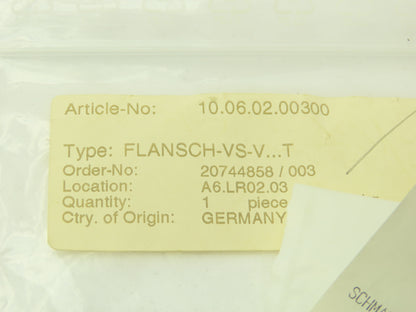 Article-No: 10.06.02.00300
Type: FLANSCH-VS-V...T
Order-No: 20744858 / 003
Location: A6.LR02.03
Quantity: 1 piece
Ctry. of Origin: GERMANY